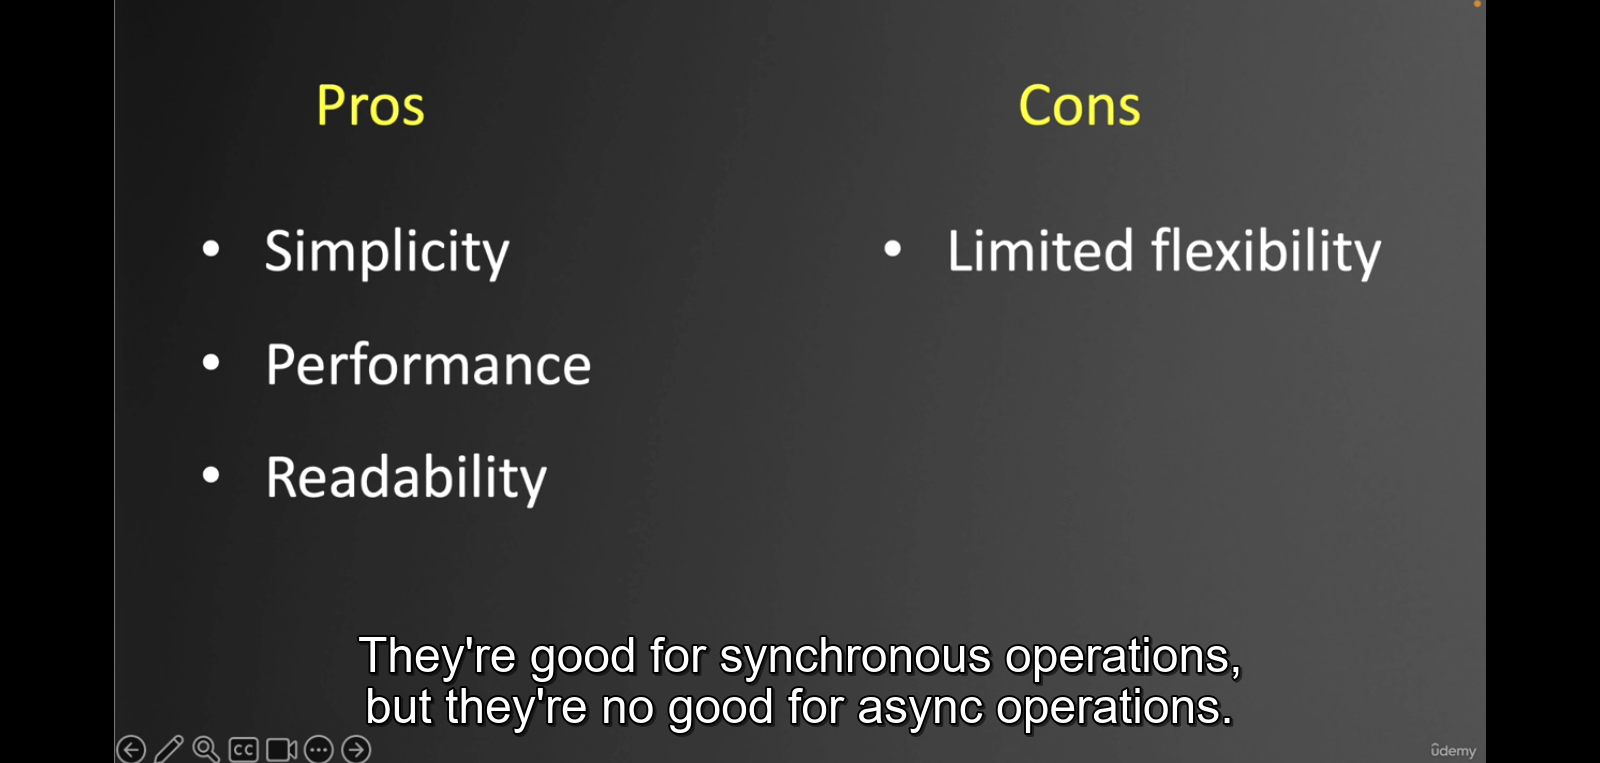 Pros
• Simplicity
• Performance
• Readability
Cons
• Limited flexibility
They're good for synchronous operations,
but they're no good for async operations.
CC
ûdemy